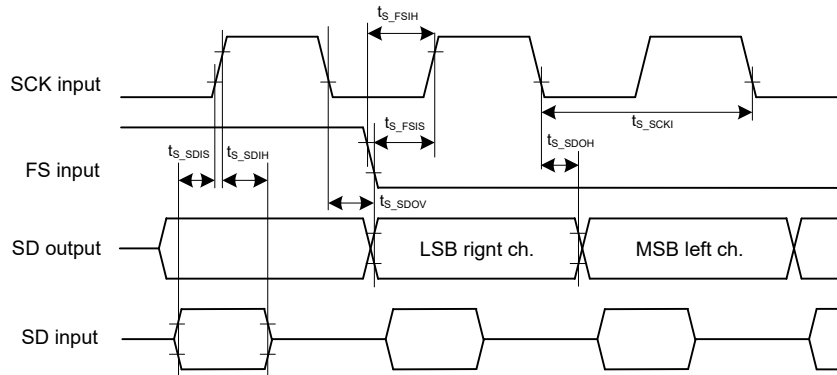 t_S_FSIH
SCK input
t_S_SCKI
t_S_SDIS t_S_SDIH t_S_FSIS t_S_SDOH
FS input
t_S_SDOV
SD output LSB rignt ch. MSB left ch.
SD input